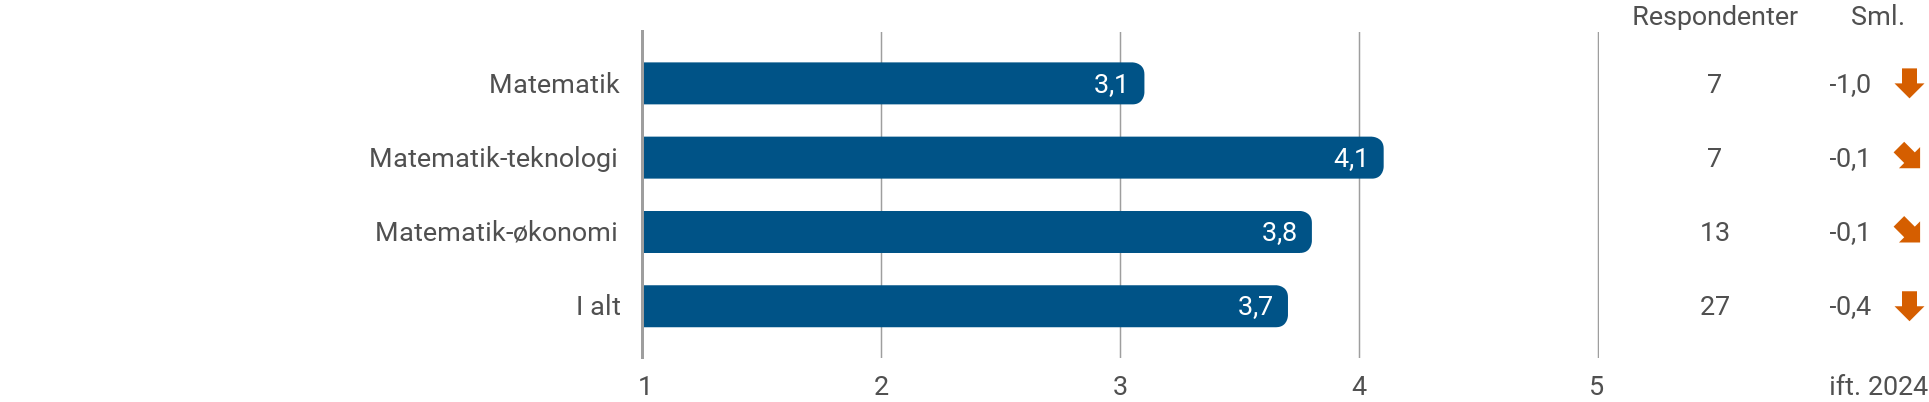 Respondenter Sml.
Matematik 3,1 7 -1,0
Matematik-teknologi 4,1 7 -0,1
Matematik-økonomi 3,8 13 -0,1
I alt 3,7 27 -0,4
1 2 3 4 5 ift. 2024